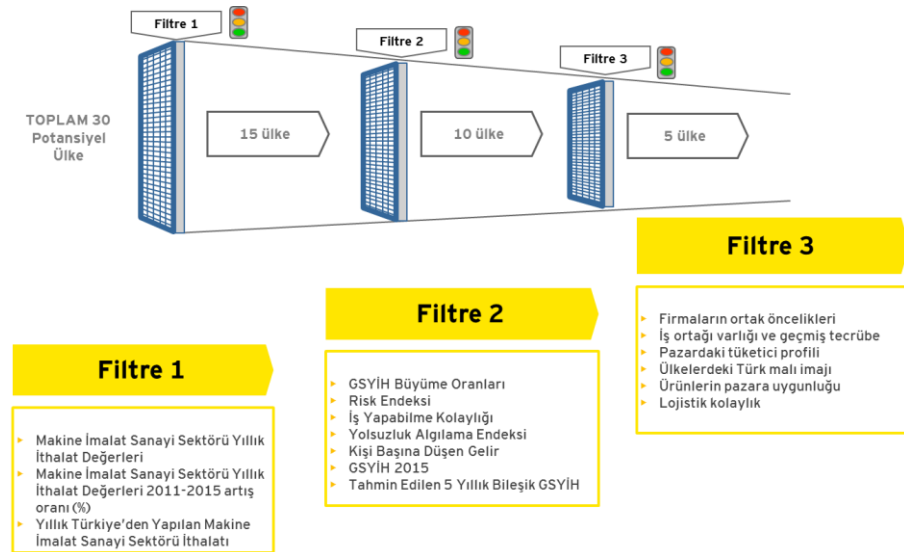 Filtre 1
Filtre 2
Filtre 3
TOPLAM 30
Potansiyel
Ülke
15 ülke
10 ülke
5 ülke
Filtre 3
Firmaların ortak öncelikleri
İş ortağı varlığı ve geçmiş tecrübe
Pazardaki tüketici profili
Ülkelerdeki Türk malı imajı
Ürünlerin pazara uygunluğu
Lojistik kolaylık
Filtre 2
GSYİH Büyüme Oranları
Risk Endeksi
İş Yapabilme Kolaylığı
Yolsuzluk Algılama Endeksi
Kişi Başına Düşen Gelir
GSYİH 2015
Tahmin Edilen 5 Yıllık Bileşik GSYİH
Filtre 1
Makine İmalat Sanayi Sektörü Yıllık
İthalat Değerleri
Makine İmalat Sanayi Sektörü Yıllık
İthalat Değerleri 2011-2015 artış
oranı (%)
Yıllık Türkiye'den Yapılan Makine
İmalat Sanayi Sektörü İthalatı